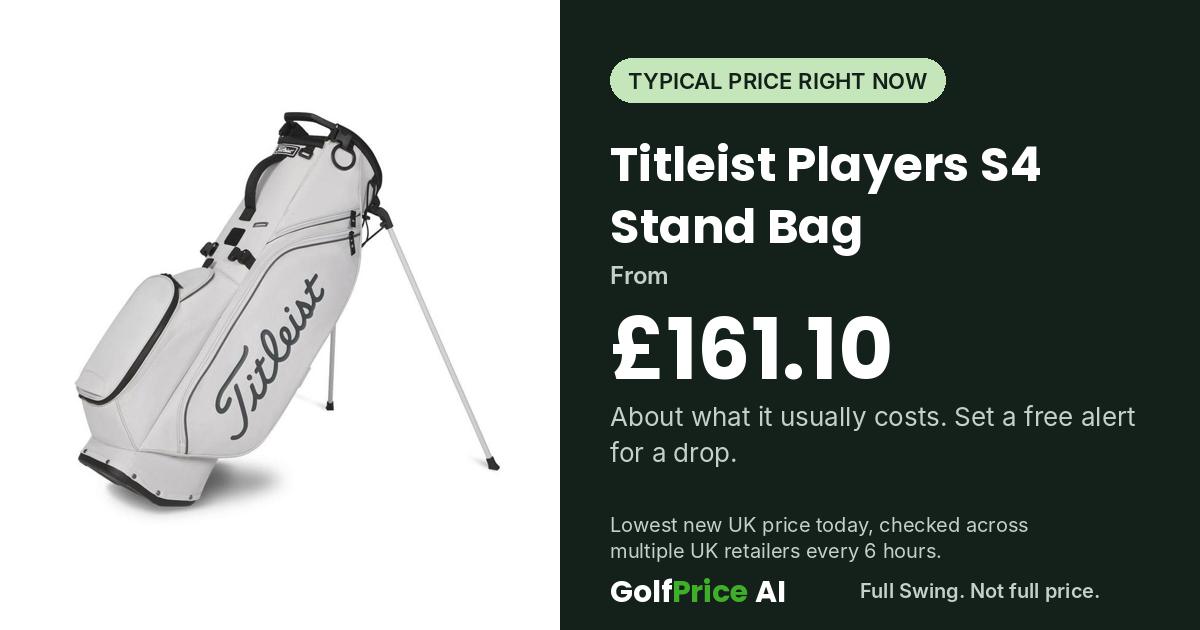 TYPICAL PRICE RIGHT NOW
Titleist Players S4
Stand Bag
From
£161.10
About what it usually costs. Set a free alert
for a drop.
Lowest new UK price today, checked across
multiple UK retailers every 6 hours.
GolfPrice AI
Full Swing. Not full price.
Titleist